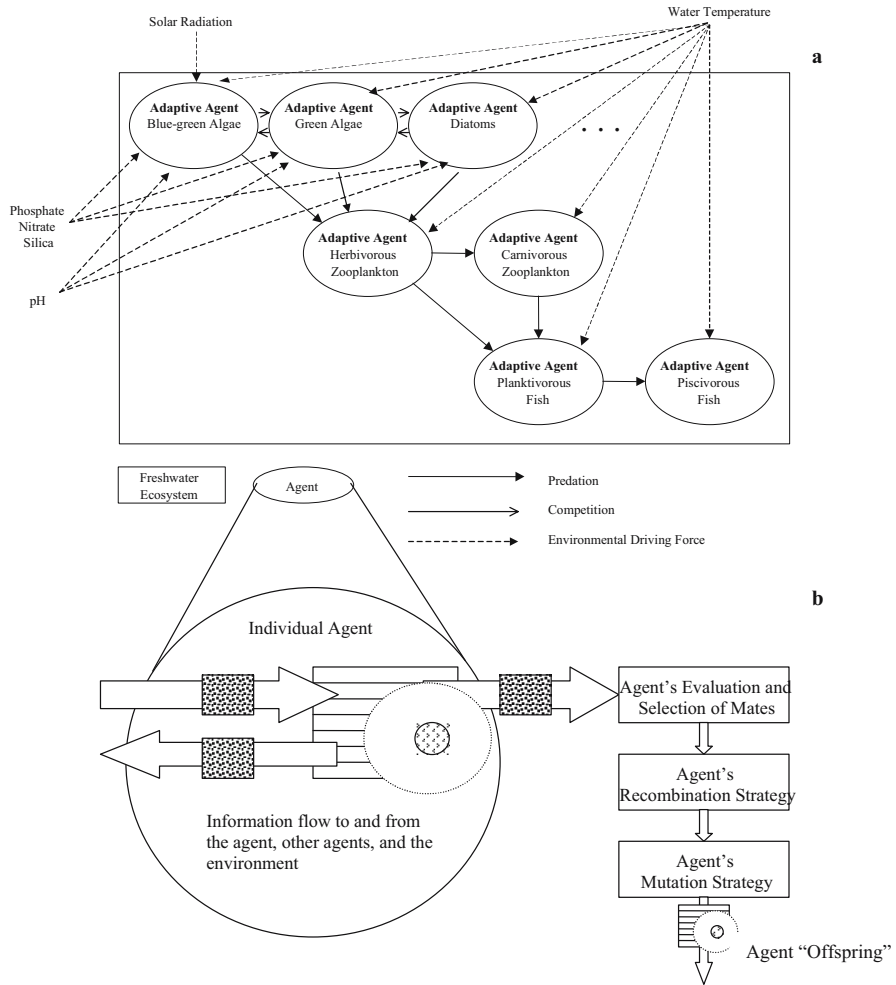 Solar Radiation
Water Temperature
a
Adaptive Agent
Blue-green Algae
Adaptive Agent
Green Algae
Adaptive Agent
Diatoms
. . .
Phosphate
Nitrate
Silica
Adaptive Agent
Herbivorous
Zooplankton
Adaptive Agent
Carnivorous
Zooplankton
pH
Adaptive Agent
Planktivorous
Fish
Adaptive Agent
Piscivorous
Fish
Freshwater
Ecosystem
Agent
Predation
Competition
Environmental Driving Force
b
Individual Agent
Agent's Evaluation and
Selection of Mates
Agent's
Recombination Strategy
Information flow to and from
the agent, other agents, and the
environment
Agent's
Mutation Strategy
Agent “Offspring”